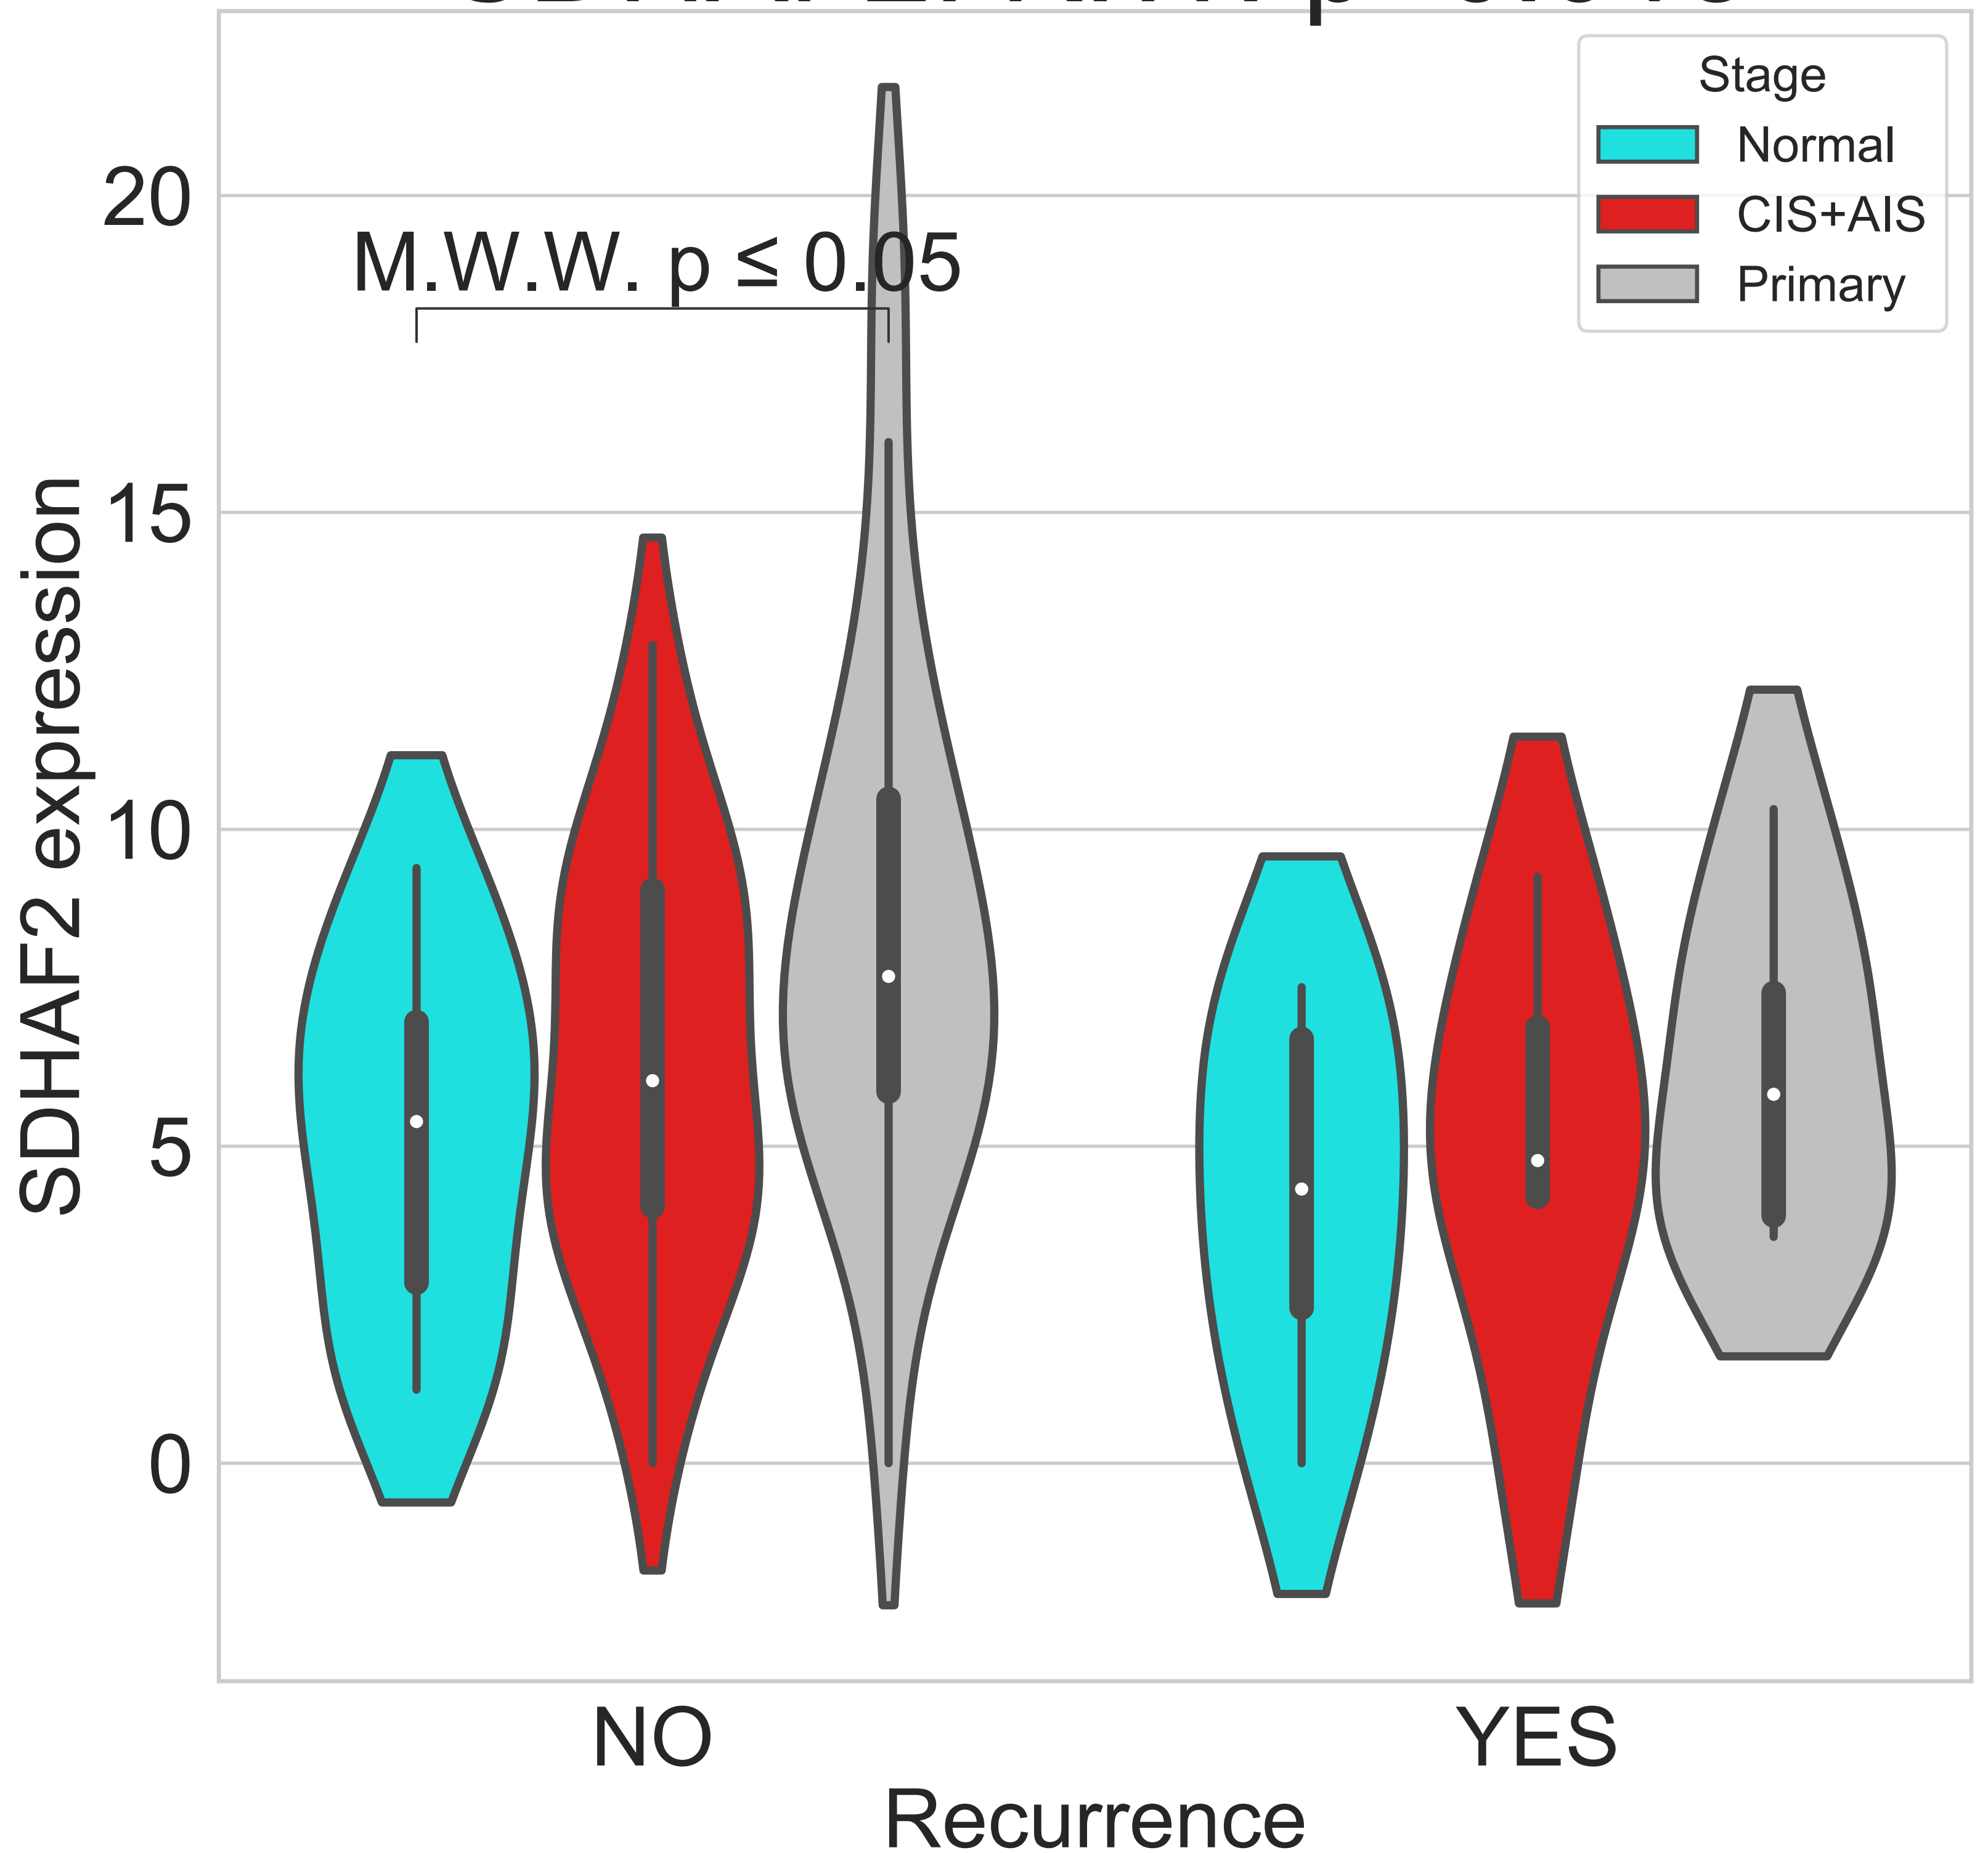 Stage
Normal
CIS+AIS
Primary
M.W.W. p ≤ 0.05
20
15
10
5
0
SDHAF2 expression
NO
YES
Recurrence